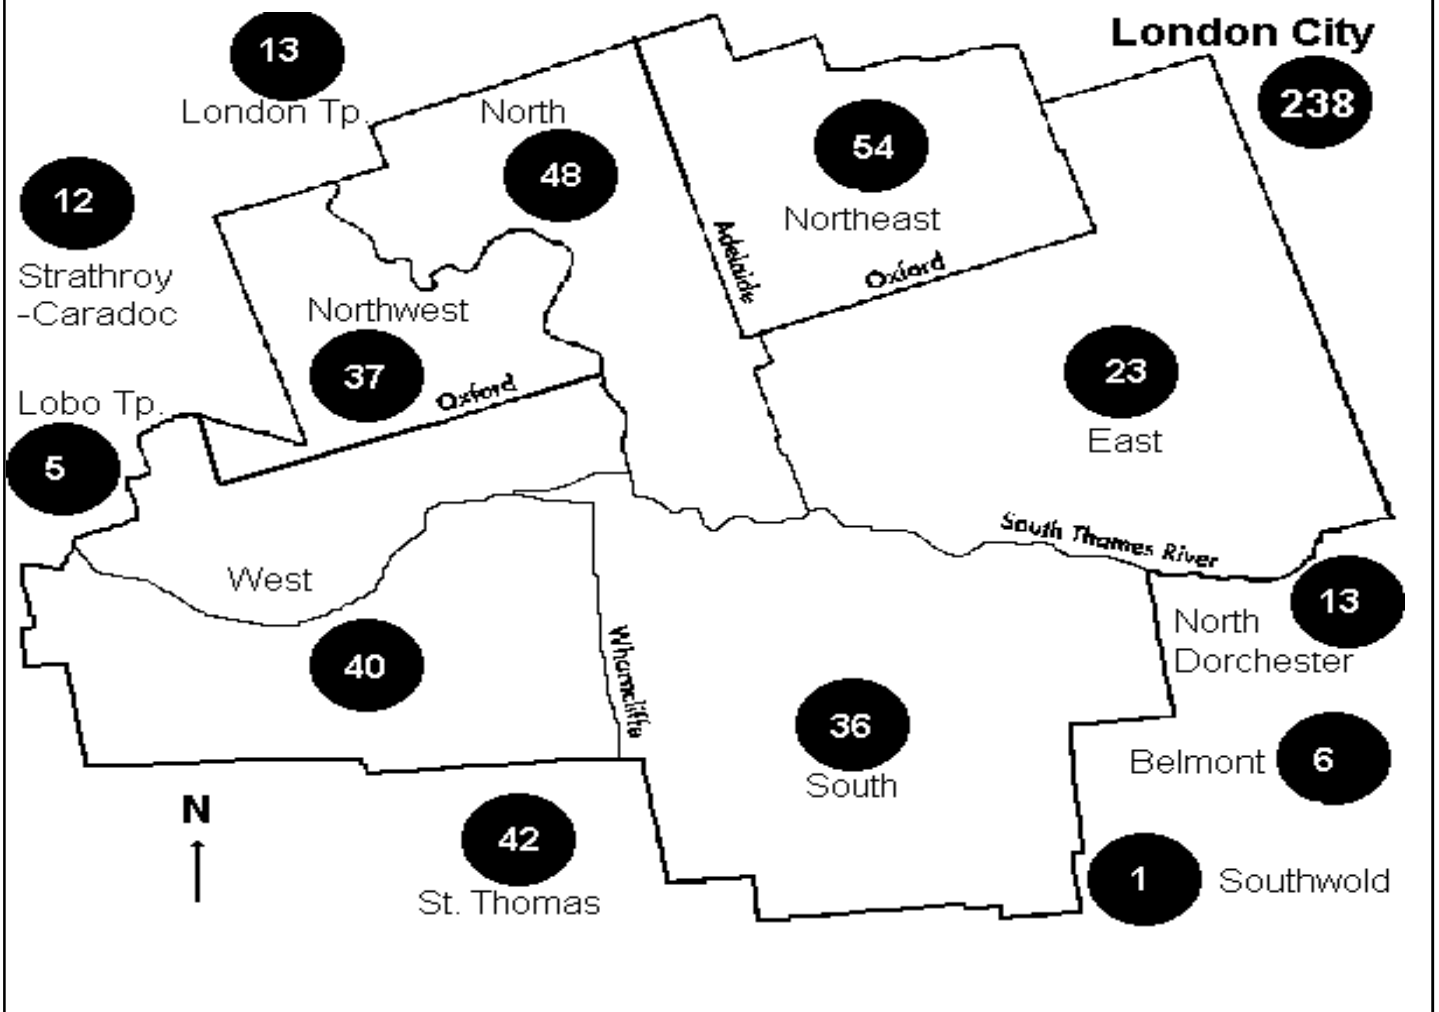 London City
238
13
London Tp.
North
48
54
Northeast
12
Strathroy
-Caradoc
Adelaide
Oxford
Northwest
37
Oxford
23
East
Lobo Tp.
5
South Thames River
West
40
Wharncliffe
13
North
Dorchester
36
South
Belmont
6
N
42
St. Thomas
1
Southwold